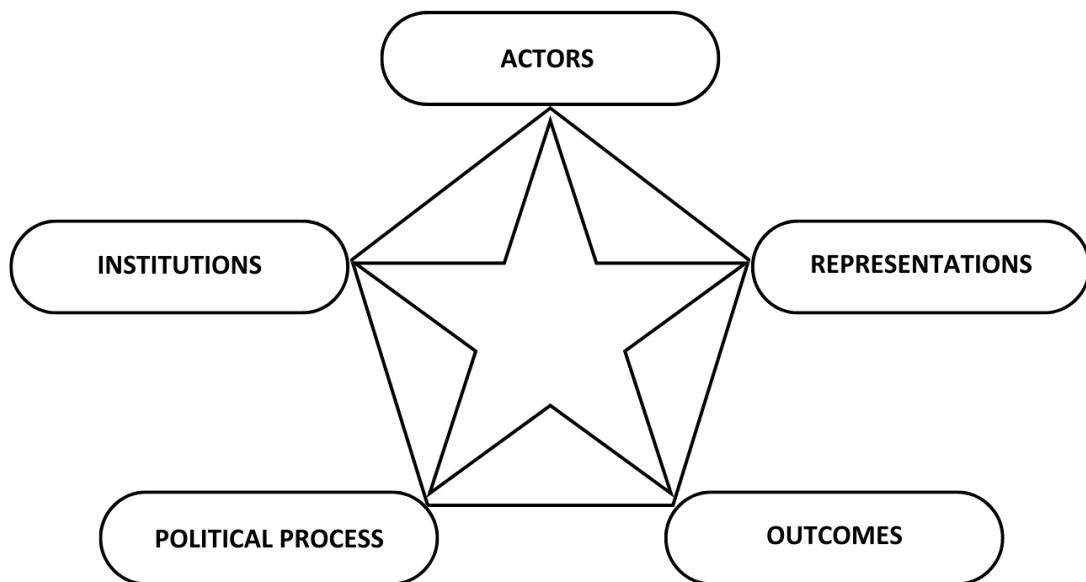 ACTORS
INSTITUTIONS
REPRESENTATIONS
POLITICAL PROCESS
OUTCOMES